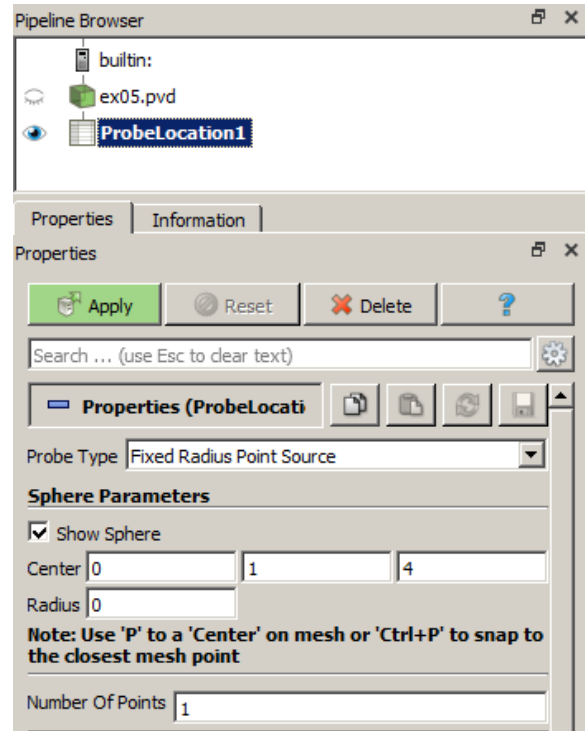 Pipeline Browser
builtin:
ex05.pvd
ProbeLocation1
Properties Information
Properties
Apply Reset Delete ?
Search ... (use Esc to clear text)
Properties (ProbeLocati
Probe Type Fixed Radius Point Source
Sphere Parameters
Show Sphere
Center 0 1 4
Radius 0
Note: Use 'P' to a 'Center' on mesh or 'Ctrl+P' to snap to
the closest mesh point
Number Of Points 1